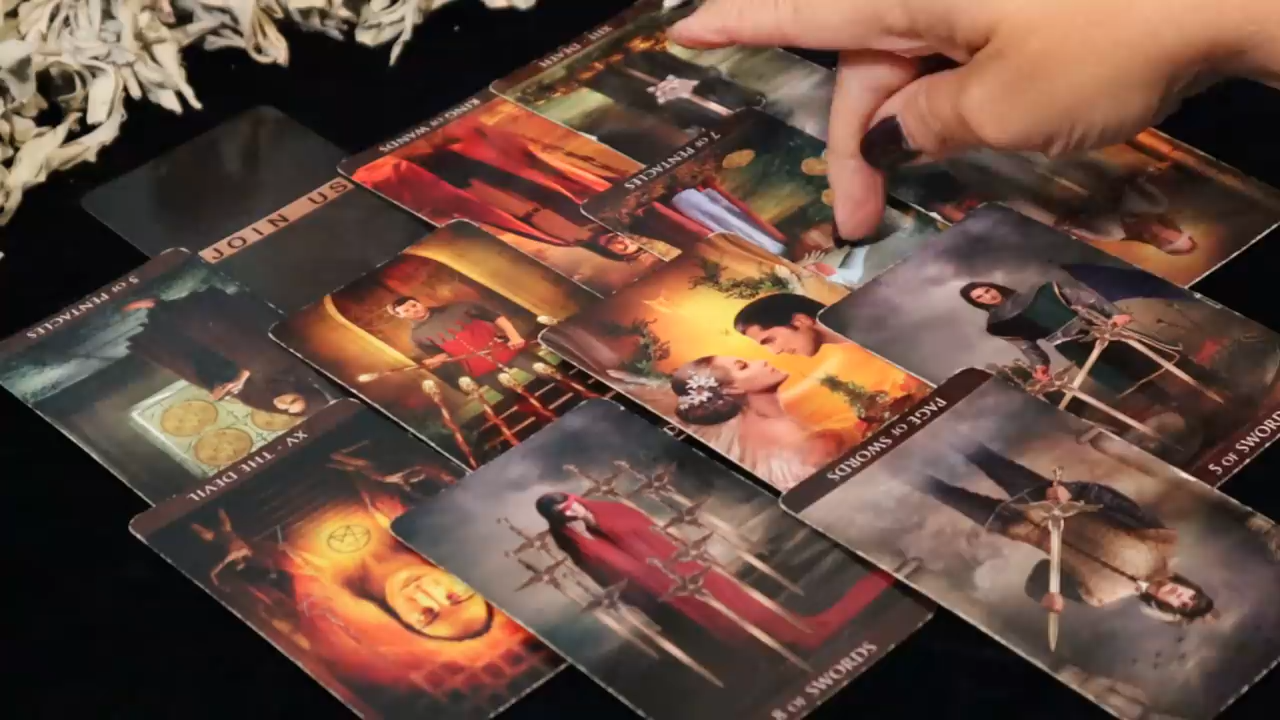 XIII · DEATH
KING OF WANDS
7 OF PENTACLES
JOIN US
5 OF PENTACLES
PAGE OF SWORDS
5 OF SWOR
XV · THE DEVIL
8 OF SWORDS